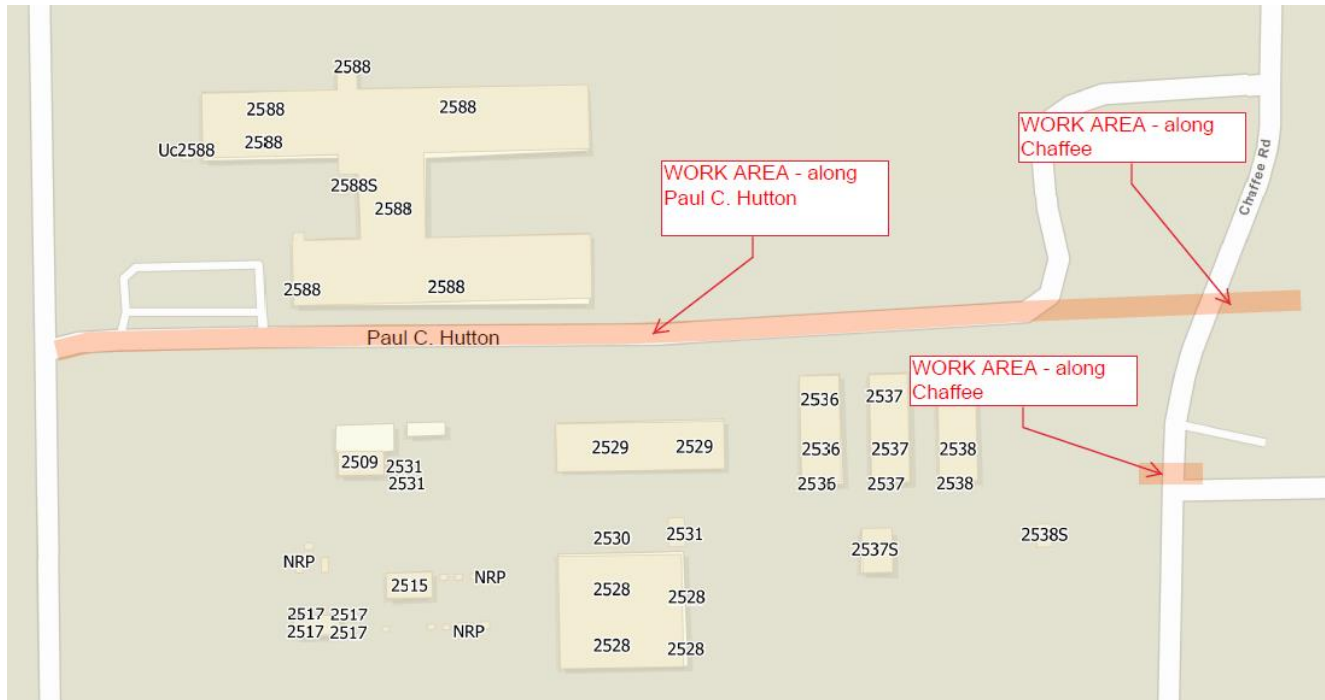 2588
2588 2588
2588
Uc2588
2588S
2588
2588 2588
WORK AREA - along
Paul C. Hutton
WORK AREA - along
Chaffee
Chaffee Rd
Paul C. Hutton
WORK AREA - along
Chaffee
2536 2537
2529 2529
2536 2537 2538
2509
2531
2531
2536 2537 2538
2530
2531
2537S
2538S
NRP
2515
NRP
2528
2528
2517 2517
2517 2517
NRP
2528
2528